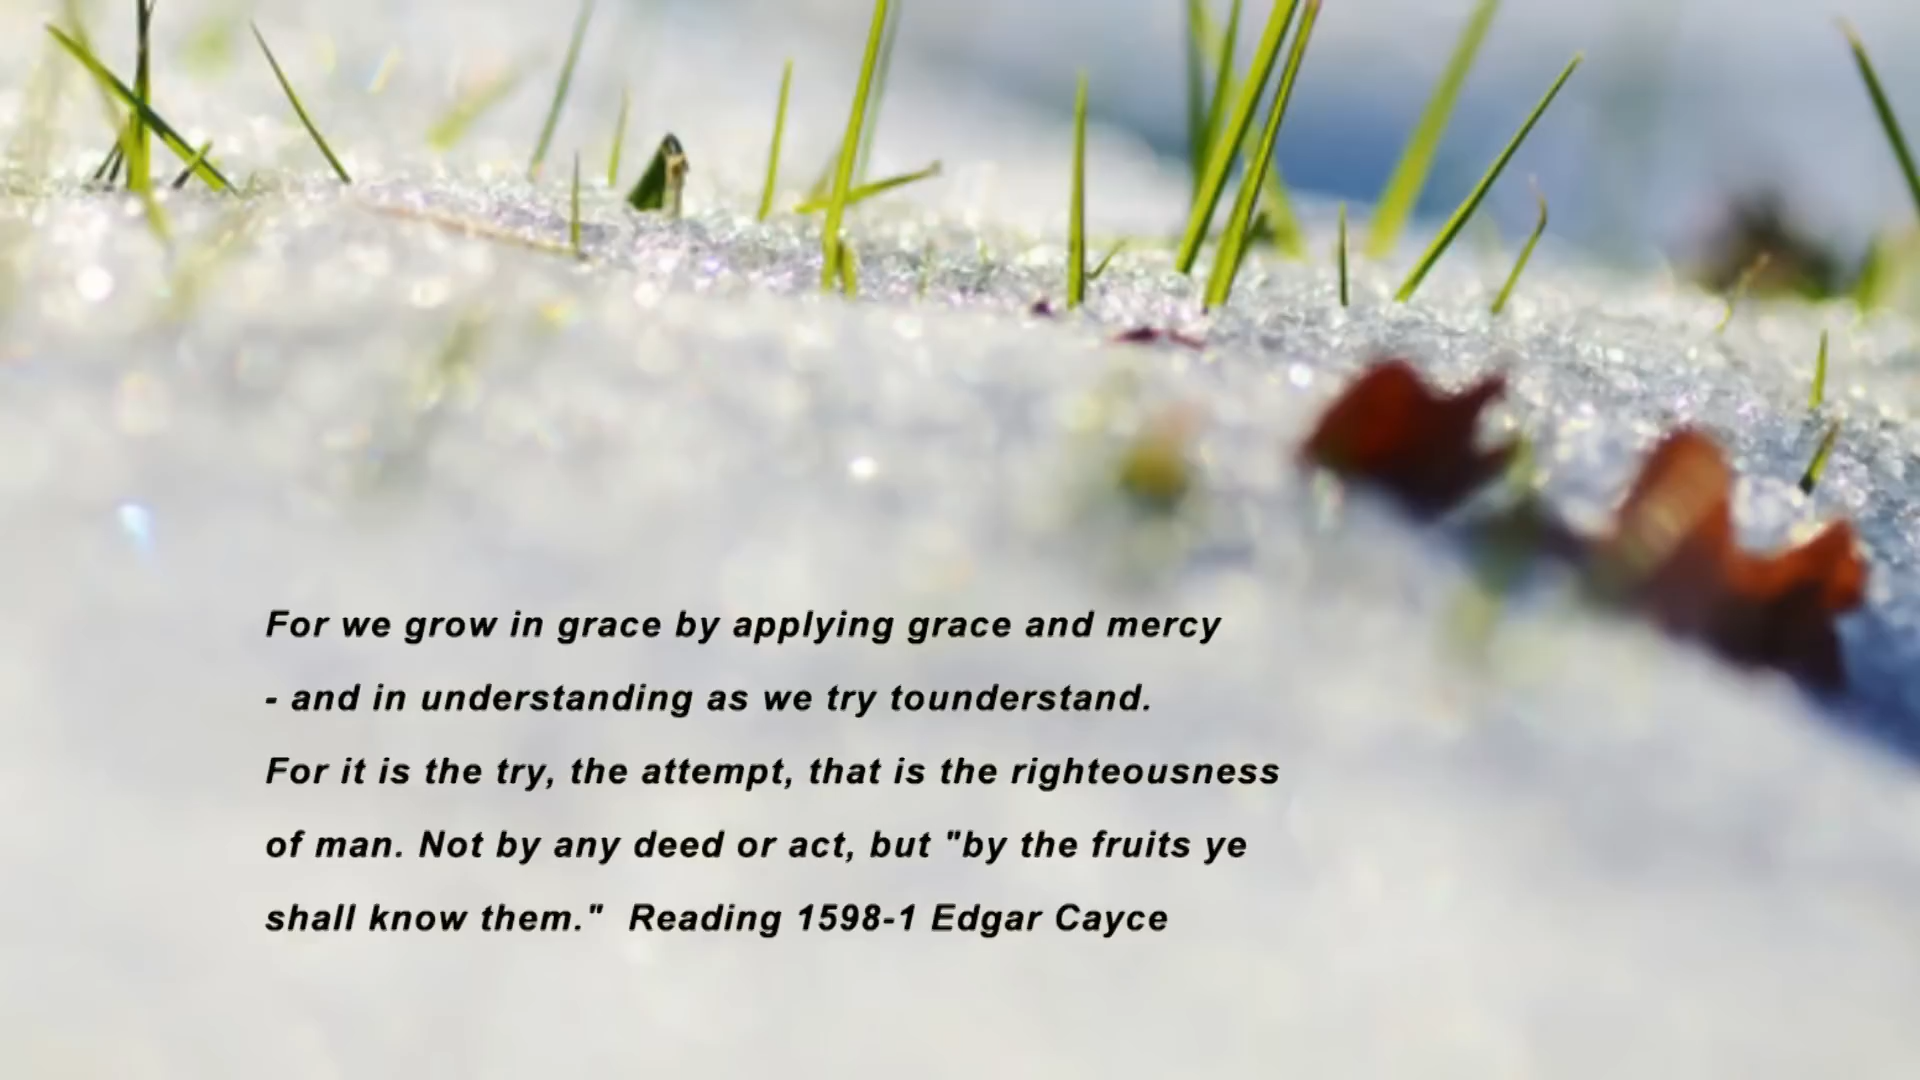 For we grow in grace by applying grace and mercy
- and in understanding as we try tounderstand.
For it is the try, the attempt, that is the righteousness
of man. Not by any deed or act, but "by the fruits ye
shall know them."  Reading 1598-1 Edgar Cayce